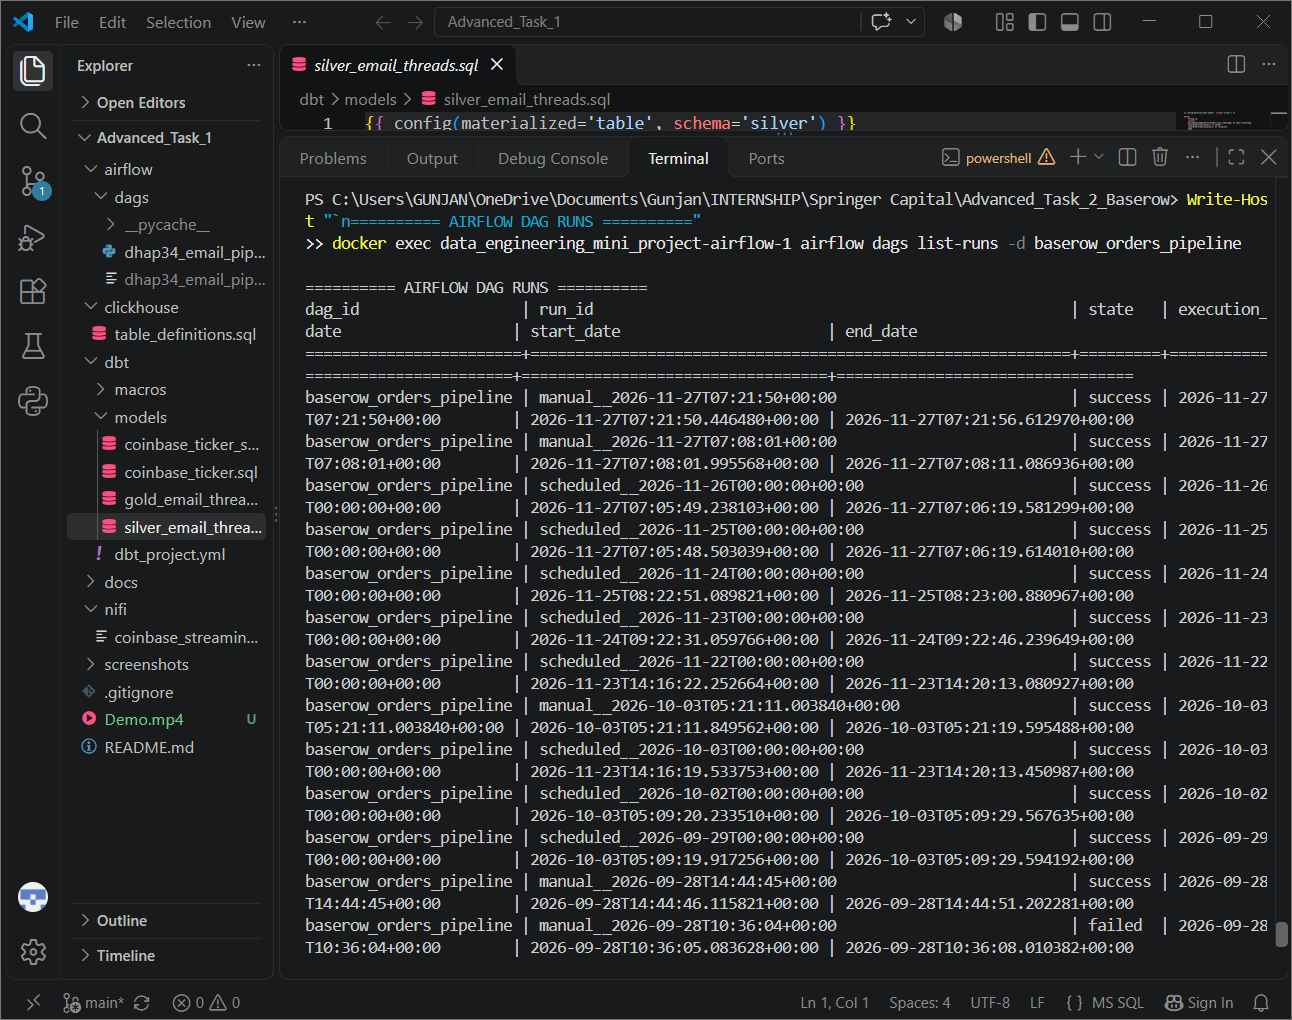 File Edit Selection View ··· Advanced_Task_1
Explorer ···
Open Editors
Advanced_Task_1
airflow
dags
__pycache__
dhap34_email_pip...
dhap34_email_pip...
clickhouse
table_definitions.sql
dbt
macros
models
coinbase_ticker_s...
coinbase_ticker.sql
gold_email_threa...
silver_email_threa...
dbt_project.yml
docs
nifi
coinbase_streamin...
screenshots
.gitignore
Demo.mp4 U
README.md
Outline
Timeline
1
silver_email_threads.sql
dbt > models > silver_email_threads.sql
1 {{ config(materialized='table', schema='silver') }}
Problems Output Debug Console Terminal Ports powershell
PS C:\Users\GUNJAN\OneDrive\Documents\Gunjan\INTERNSHIP\Springer Capital\Advanced_Task_2_Baserow> Write-Hos
t "`n========== AIRFLOW DAG RUNS =========="
>> docker exec data_engineering_mini_project-airflow-1 airflow dags list-runs -d baserow_orders_pipeline
========== AIRFLOW DAG RUNS ==========
dag_id | run_id | state | execution_
date | start_date | end_date
========================+============================================================+=========+===========
=======================+==================================+=================================
baserow_orders_pipeline | manual__2026-11-27T07:21:50+00:00 | success | 2026-11-27
T07:21:50+00:00 | 2026-11-27T07:21:50.446480+00:00 | 2026-11-27T07:21:56.612970+00:00
baserow_orders_pipeline | manual__2026-11-27T07:08:01+00:00 | success | 2026-11-27
T07:08:01+00:00 | 2026-11-27T07:08:01.995568+00:00 | 2026-11-27T07:08:11.086936+00:00
baserow_orders_pipeline | scheduled__2026-11-26T00:00:00+00:00 | success | 2026-11-26
T00:00:00+00:00 | 2026-11-27T07:05:49.238103+00:00 | 2026-11-27T07:06:19.581299+00:00
baserow_orders_pipeline | scheduled__2026-11-25T00:00:00+00:00 | success | 2026-11-25
T00:00:00+00:00 | 2026-11-27T07:05:48.503039+00:00 | 2026-11-27T07:06:19.614010+00:00
baserow_orders_pipeline | scheduled__2026-11-24T00:00:00+00:00 | success | 2026-11-24
T00:00:00+00:00 | 2026-11-25T08:22:51.089821+00:00 | 2026-11-25T08:23:00.880967+00:00
baserow_orders_pipeline | scheduled__2026-11-23T00:00:00+00:00 | success | 2026-11-23
T00:00:00+00:00 | 2026-11-24T09:22:31.059766+00:00 | 2026-11-24T09:22:46.239649+00:00
baserow_orders_pipeline | scheduled__2026-11-22T00:00:00+00:00 | success | 2026-11-22
T00:00:00+00:00 | 2026-11-23T14:16:22.252664+00:00 | 2026-11-23T14:20:13.080927+00:00
baserow_orders_pipeline | manual__2026-10-03T05:21:11.003840+00:00 | success | 2026-10-03
T05:21:11.003840+00:00 | 2026-10-03T05:21:11.849562+00:00 | 2026-10-03T05:21:19.595488+00:00
baserow_orders_pipeline | scheduled__2026-10-03T00:00:00+00:00 | success | 2026-10-03
T00:00:00+00:00 | 2026-11-23T14:16:19.533753+00:00 | 2026-11-23T14:20:13.450987+00:00
baserow_orders_pipeline | scheduled__2026-10-02T00:00:00+00:00 | success | 2026-10-02
T00:00:00+00:00 | 2026-10-03T05:09:20.233510+00:00 | 2026-10-03T05:09:29.567635+00:00
baserow_orders_pipeline | scheduled__2026-09-29T00:00:00+00:00 | success | 2026-09-29
T00:00:00+00:00 | 2026-10-03T05:09:19.917256+00:00 | 2026-10-03T05:09:29.594192+00:00
baserow_orders_pipeline | manual__2026-09-28T14:44:45+00:00 | success | 2026-09-28
T14:44:45+00:00 | 2026-09-28T14:44:46.115821+00:00 | 2026-09-28T14:44:51.202281+00:00
baserow_orders_pipeline | manual__2026-09-28T10:36:04+00:00 | failed | 2026-09-28
T10:36:04+00:00 | 2026-09-28T10:36:05.083628+00:00 | 2026-09-28T10:36:08.010382+00:00
main* 0 0 Ln 1, Col 1 Spaces: 4 UTF-8 LF {} MS SQL Sign In